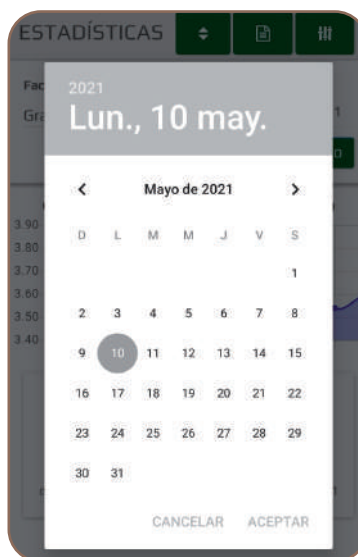 ESTADÍSTICAS
Fac
Gra
1
O
2021
Lun., 10 may.
Mayo de 2021
D L M M J V S
1
2 3 4 5 6 7 8
9 10 11 12 13 14 15
16 17 18 19 20 21 22
23 24 25 26 27 28 29
30 31
3.90
3.80
3.70
3.60
3.50
3.40
CANCELAR ACEPTAR